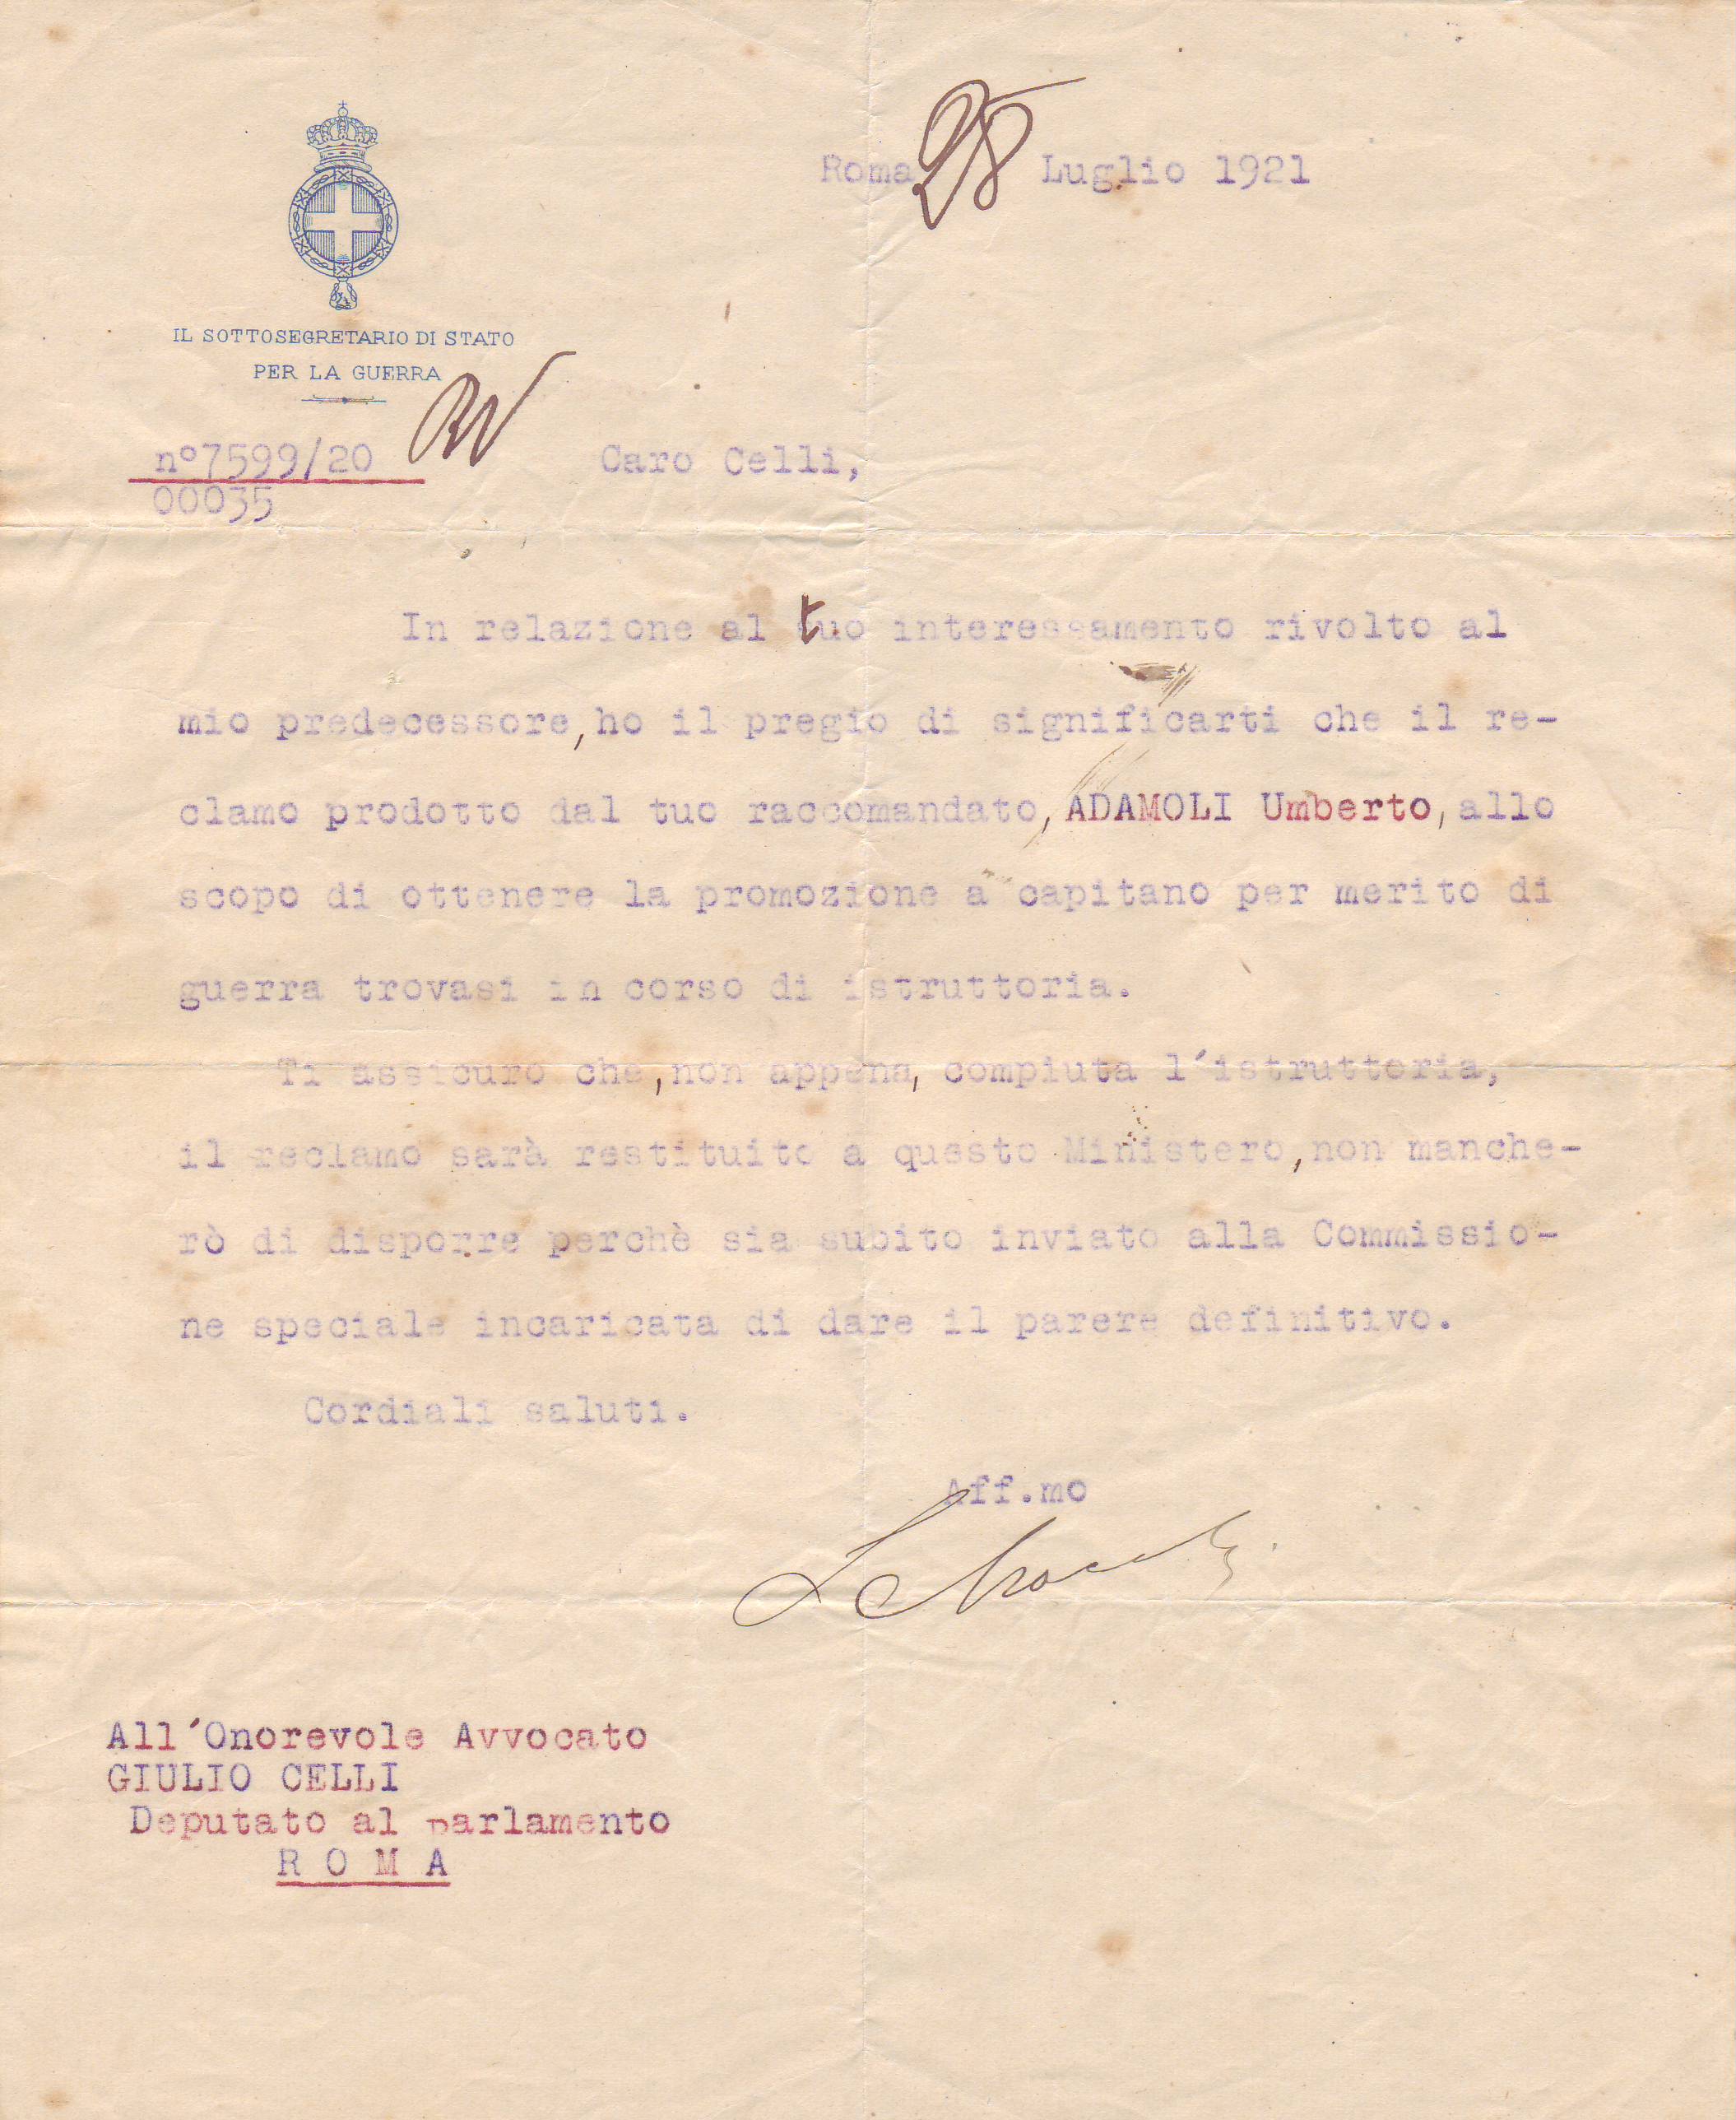 Roma 28 Luglio 1921
IL SOTTOSEGRETARIO DI STATO
PER LA GUERRA
n°7599/20
00035
Caro Celli,
In relazione al tuo interessamento rivolto al
mio predecessore, ho il pregio di significarti che il re-
clamo prodotto dal tuo raccomandato, ADAMOLI Umberto, allo
scopo di ottenere la promozione a capitano per merito di
guerra trovasi in corso di istruttoria.
Ti assicuro che, non appena, compiuta l'istruttoria,
il reclamo sarà restituito a questo Ministero, non manche-
rò di disporre perchè sia subito inviato alla Commissio-
ne speciale incaricata di dare il parere definitivo.
Cordiali saluti.
Aff.mo
All'Onorevole Avvocato
GIULIO CELLI
Deputato al parlamento
R O M A